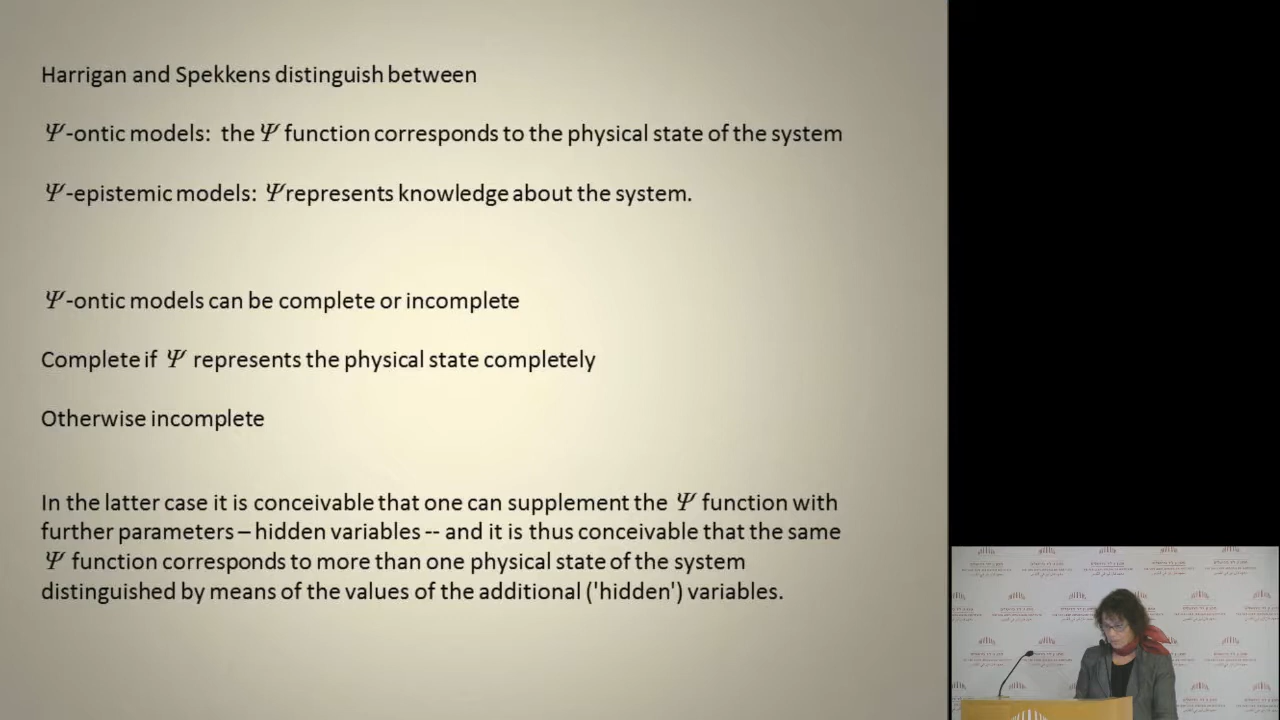 Harrigan and Spekkens distinguish between
Ψ-ontic models: the Ψ function corresponds to the physical state of the system
Ψ-epistemic models: Ψ represents knowledge about the system.
Ψ-ontic models can be complete or incomplete
Complete if Ψ represents the physical state completely
Otherwise incomplete
In the latter case it is conceivable that one can supplement the Ψ function with
further parameters – hidden variables -- and it is thus conceivable that the same
Ψ function corresponds to more than one physical state of the system
distinguished by means of the values of the additional ('hidden') variables.